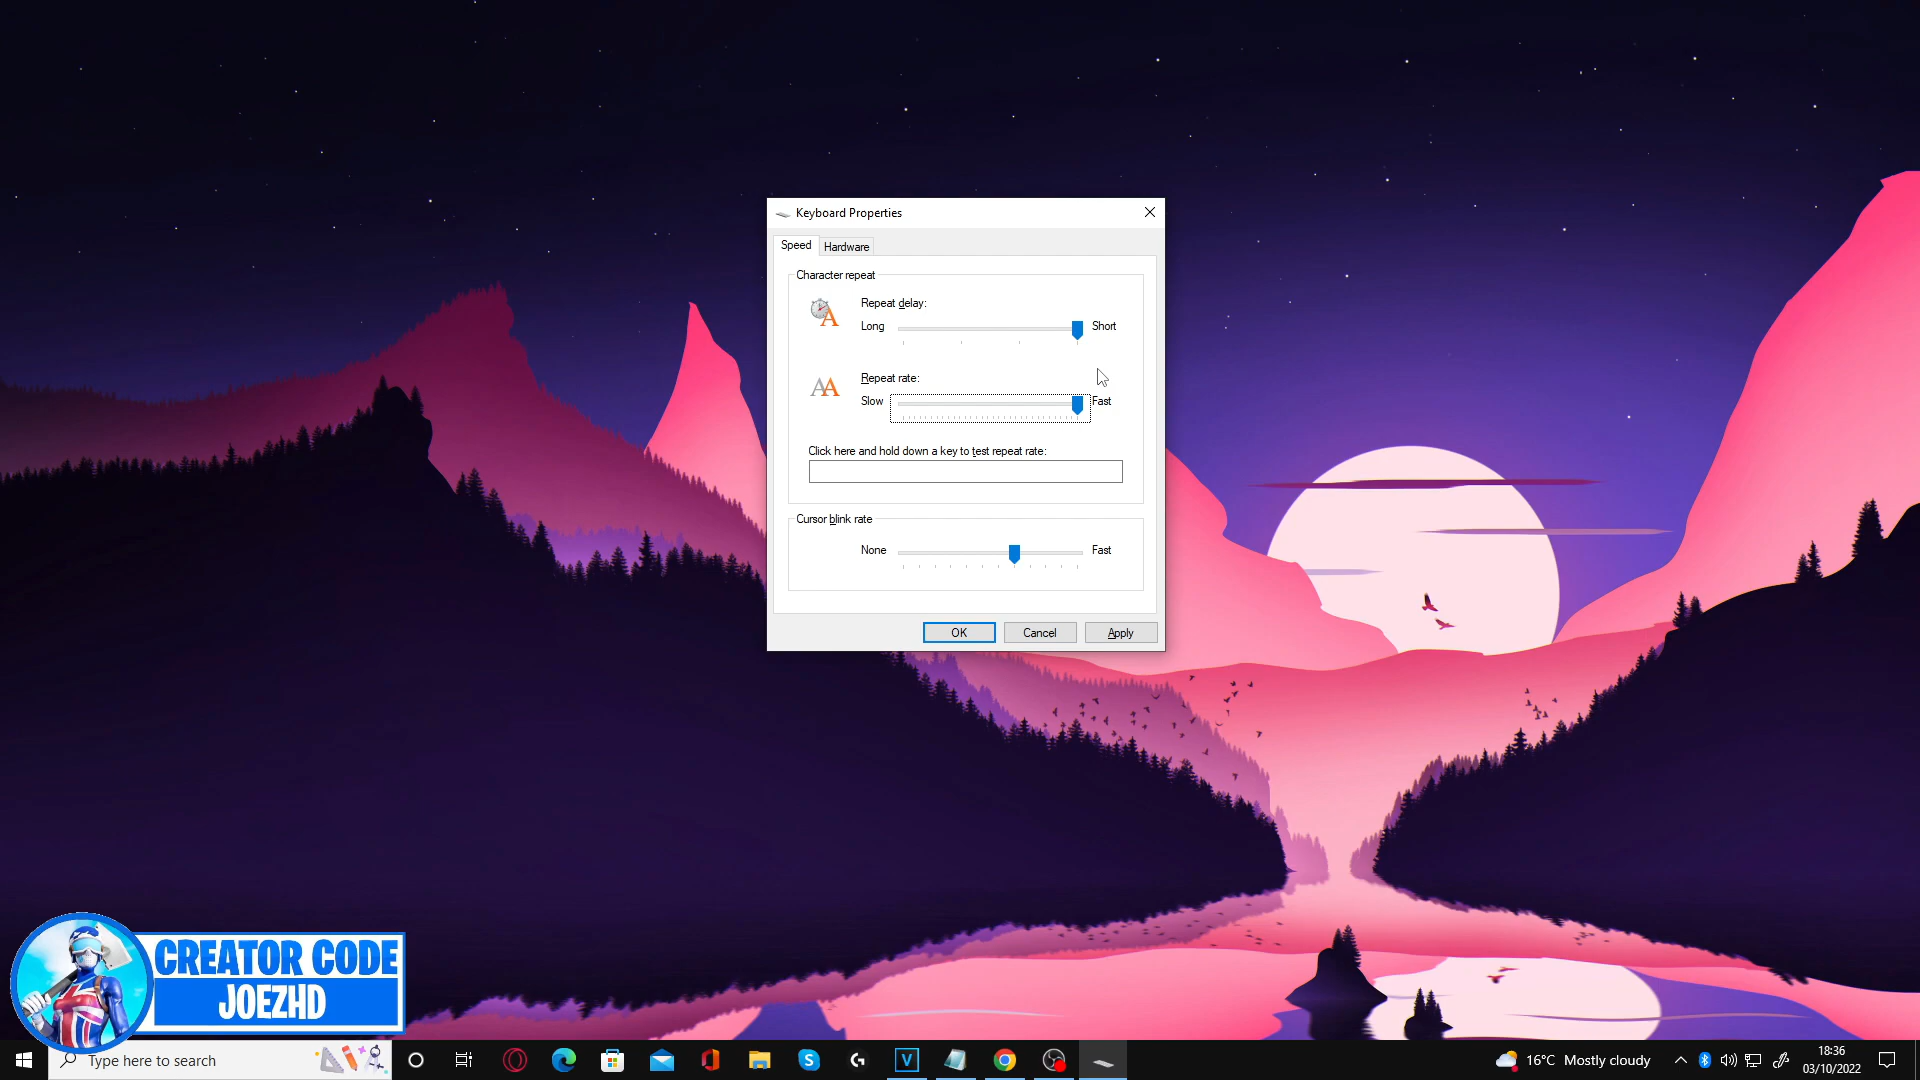 Keyboard Properties
Speed
Hardware
Character repeat
Repeat delay:
Long
Short
Repeat rate:
Slow
Fast
Click here and hold down a key to test repeat rate:
Cursor blink rate
None
Fast
OK
Cancel
Apply
CREATOR CODE
JOEZHD
Type here to search
16°C Mostly cloudy
18:36
03/10/2022